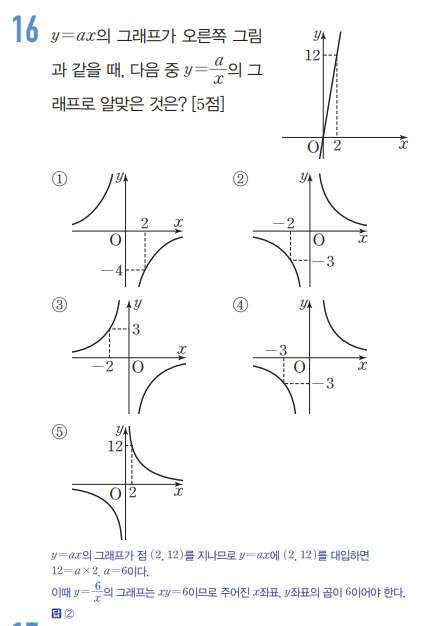 16 y=ax의 그래프가 오른쪽 그림
과 같을 때, 다음 중 y=a/x의 그
래프로 알맞은 것은? [5점]
y
12
O 2 x
① y 2 x O -4
② y -2 O x -3
③ y 3 x -2 O
④ y -3 O x -3
⑤ y 12 O 2 x
y=ax의 그래프가 점 (2, 12)를 지나므로 y=ax에 (2, 12)를 대입하면
12=a×2, a=6이다.
이때 y=6/x의 그래프는 xy=6이므로 주어진 x좌표, y좌표의 곱이 6이어야 한다.
답 ②